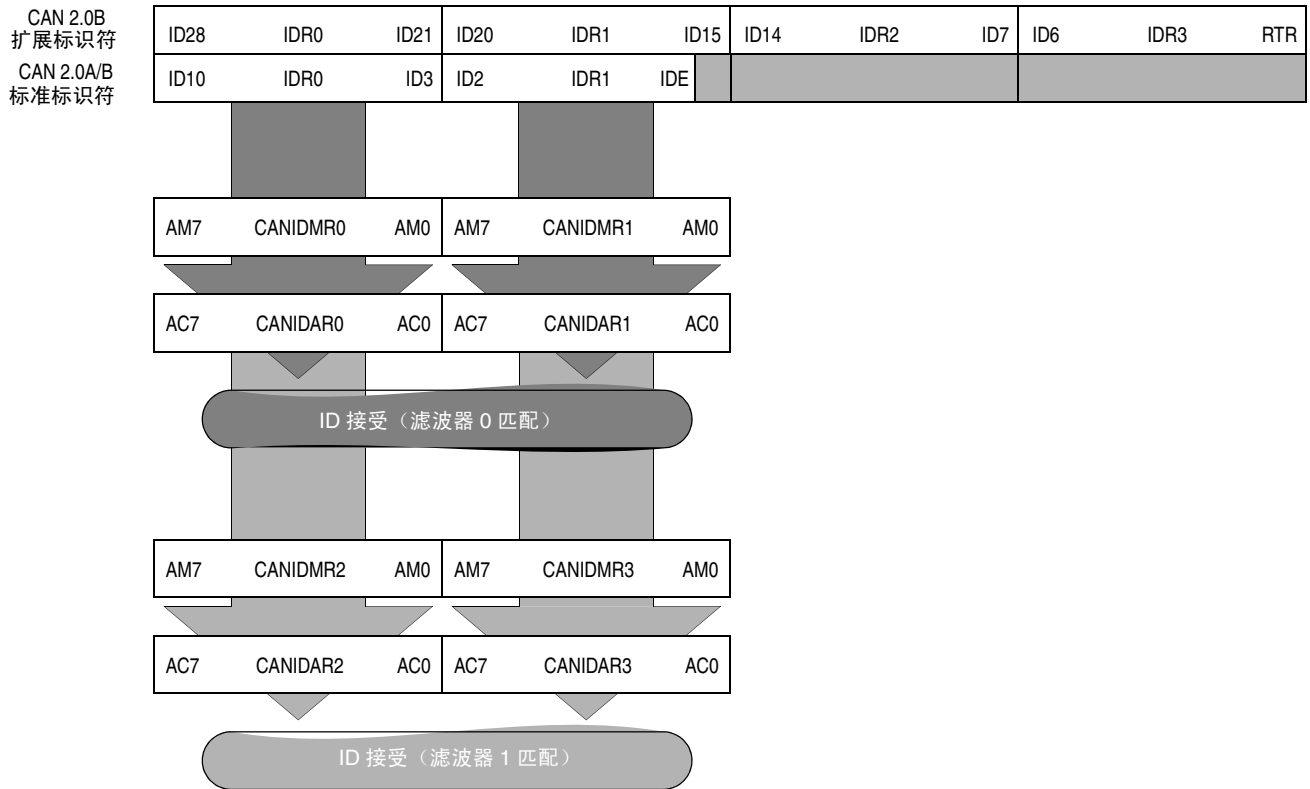 CAN 2.0B
扩展标识符
ID28 IDR0 ID21 ID20 IDR1 ID15 ID14 IDR2 ID7 ID6 IDR3 RTR
CAN 2.0A/B
标准标识符
ID10 IDR0 ID3 ID2 IDR1 IDE
AM7 CANIDMR0 AM0 AM7 CANIDMR1 AM0
AC7 CANIDAR0 AC0 AC7 CANIDAR1 AC0
ID 接受（滤波器 0 匹配）
AM7 CANIDMR2 AM0 AM7 CANIDMR3 AM0
AC7 CANIDAR2 AC0 AC7 CANIDAR3 AC0
ID 接受（滤波器 1 匹配）